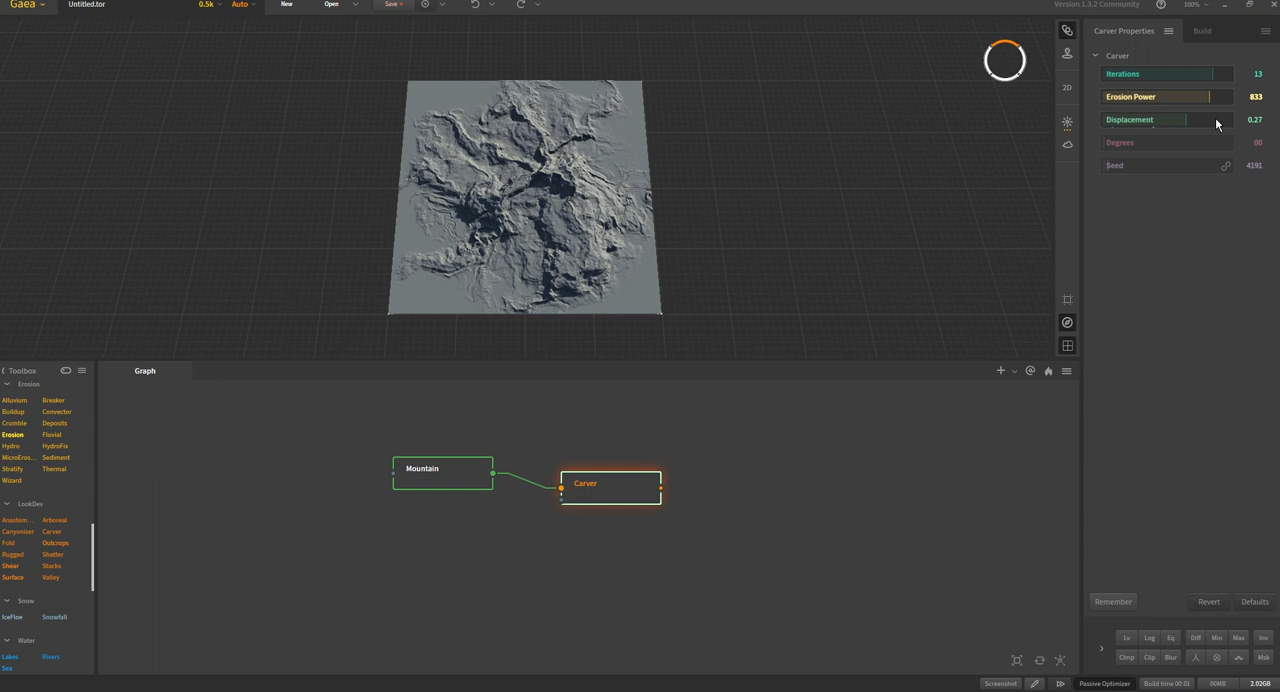 Gaea
Untitled.tor
0.5k
Auto
New
Open
Save
Version 1.3.2 Community
100%
Carver Properties
Build
Carver
Iterations 13
Erosion Power 833
Displacement 0.27
Degrees 00
Seed 4191
2D
Toolbox
Graph
Erosion
Alluvium Breaker
Buildup Convector
Crumble Deposits
Erosion Fluvial
Hydro HydroFix
MicroEros... Sediment
Stratify Thermal
Wizard
LookDev
Anastom... Arboreal
Canyonizer Carver
Fold Outcrops
Rugged Shatter
Shear Stacks
Surface Valley
Snow
IceFloe Snowfall
Water
Lakes Rivers
Sea
Mountain
Carver
Remember
Revert
Defaults
Lv Log Eq Diff Min Max Inv
Clmp Clip Blur Msk
Screenshot
Passive Optimizer
Build time 00:01
00MB
2.02GB